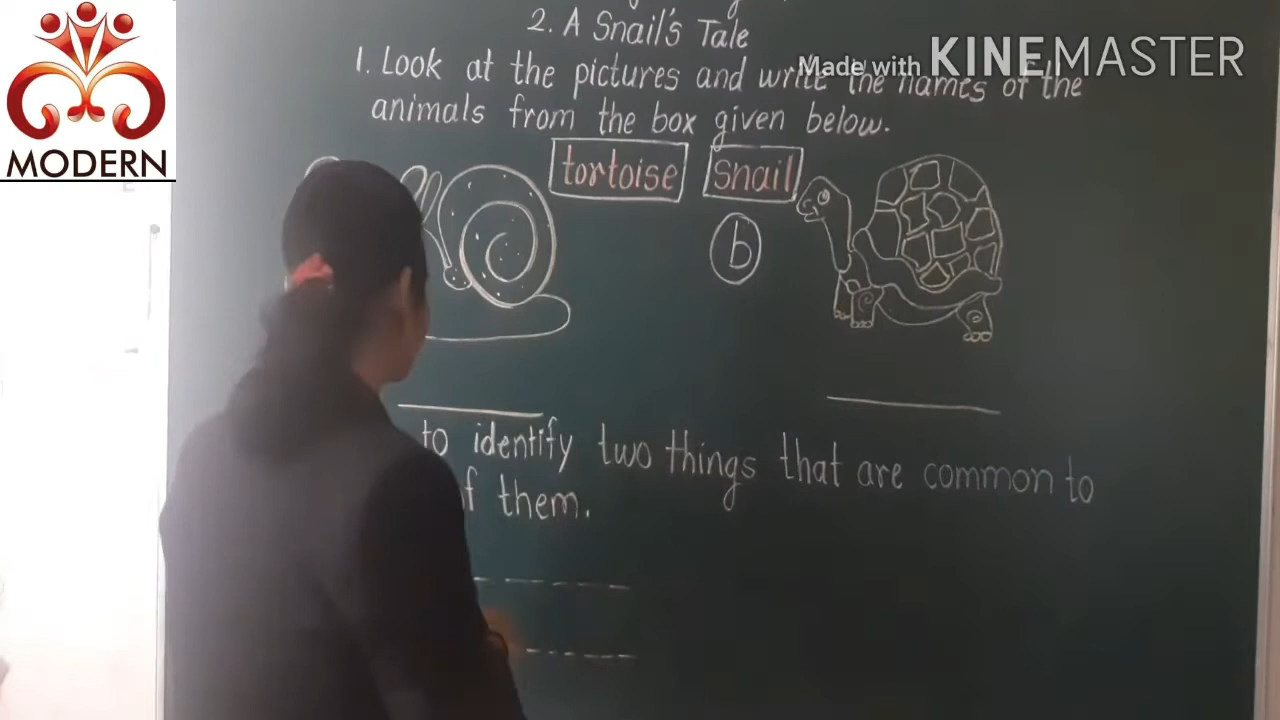 2. A Snail's Tale
Made with KINEMASTER
1. Look at the pictures and write the names of the
animals from the box given below.
MODERN
tortoise snail
b
to identify two things that are common to
of them.